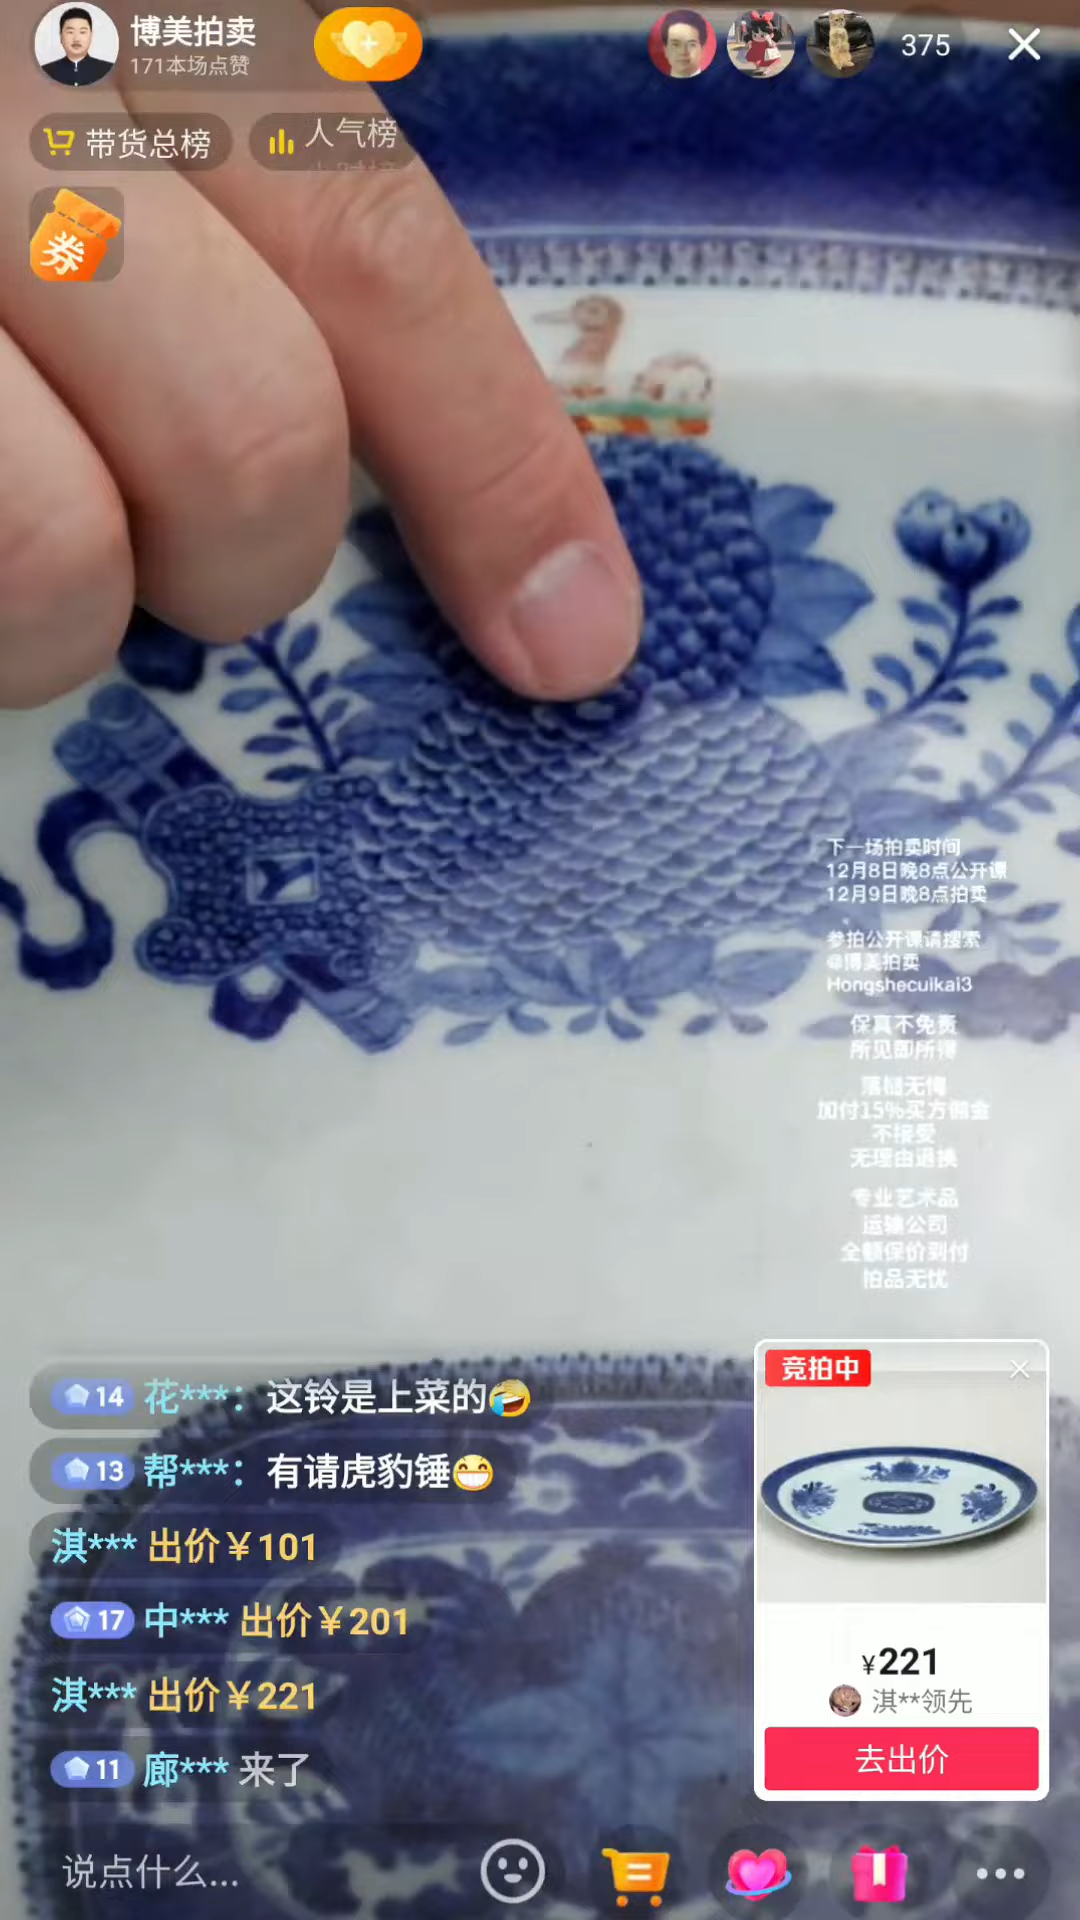 博美拍卖
171本场点赞
375
带货总榜
人气榜
券
下一场拍卖时间
12月8日晚8点公开课
12月9日晚8点拍卖
参拍公开课请搜索
@博美拍卖
Hongshecuikai3
保真不免责
所见即所得
落槌无悔
加付15%买方佣金
不接受
无理由退换
专业艺术品
运输公司
全额保价到付
拍品无忧
14 花***：这铃是上菜的
13 帮***：有请虎豹锤
淇*** 出价￥101
17 中*** 出价￥201
淇*** 出价￥221
11 廊*** 来了
竞拍中
¥221
淇**领先
去出价
说点什么...